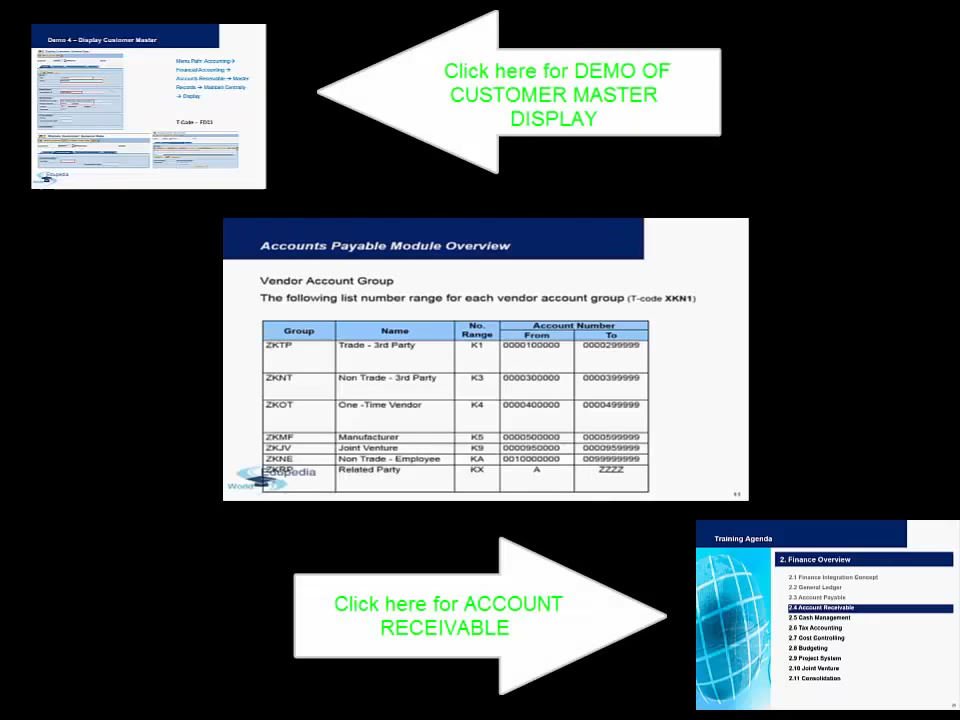 Demo 4 – Display Customer Master
Menu Path: Accounting→
Financial Accounting →
Accounts Receivable → Master
Records → Maintain Centrally
→ Display
T-Code – FD03
Edupedia
World
Click here for DEMO OF
CUSTOMER MASTER
DISPLAY
Accounts Payable Module Overview
Vendor Account Group
The following list number range for each vendor account group (T-code XKN1)
Group Name No. Range Account Number
From To
ZKTP Trade - 3rd Party K1 0000100000 0000299999
ZKNT Non Trade - 3rd Party K3 0000300000 0000399999
ZKOT One -Time Vendor K4 0000400000 0000499999
ZKMF Manufacturer K5 0000500000 0000599999
ZKJV Joint Venture K9 0000950000 0000959999
ZKNE Non Trade - Employee KA 0010000000 0099999999
ZKRP Related Party KX A ZZZZ
Edupedia
World
Click here for ACCOUNT
RECEIVABLE
Training Agenda
2. Finance Overview
2.1 Finance Integration Concept
2.2 General Ledger
2.3 Account Payable
2.4 Account Receivable
2.5 Cash Management
2.6 Tax Accounting
2.7 Cost Controlling
2.8 Budgeting
2.9 Project System
2.10 Joint Venture
2.11 Consolidation